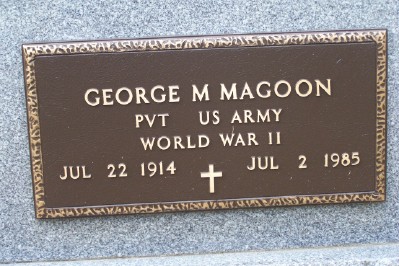 GEORGE M MAGOON
PVT US ARMY
WORLD WAR II
JUL 22 1914 JUL 2 1985